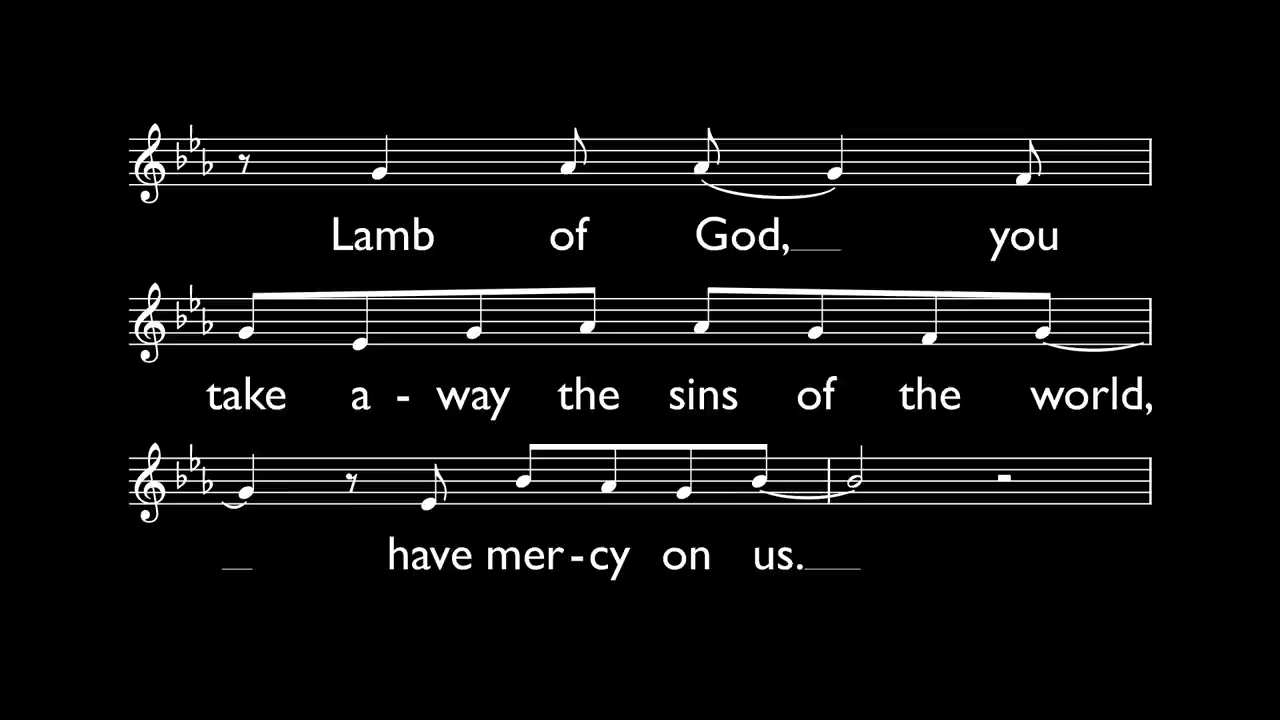 Lamb of God, you
take a - way the sins of the world,
have mer - cy on us.